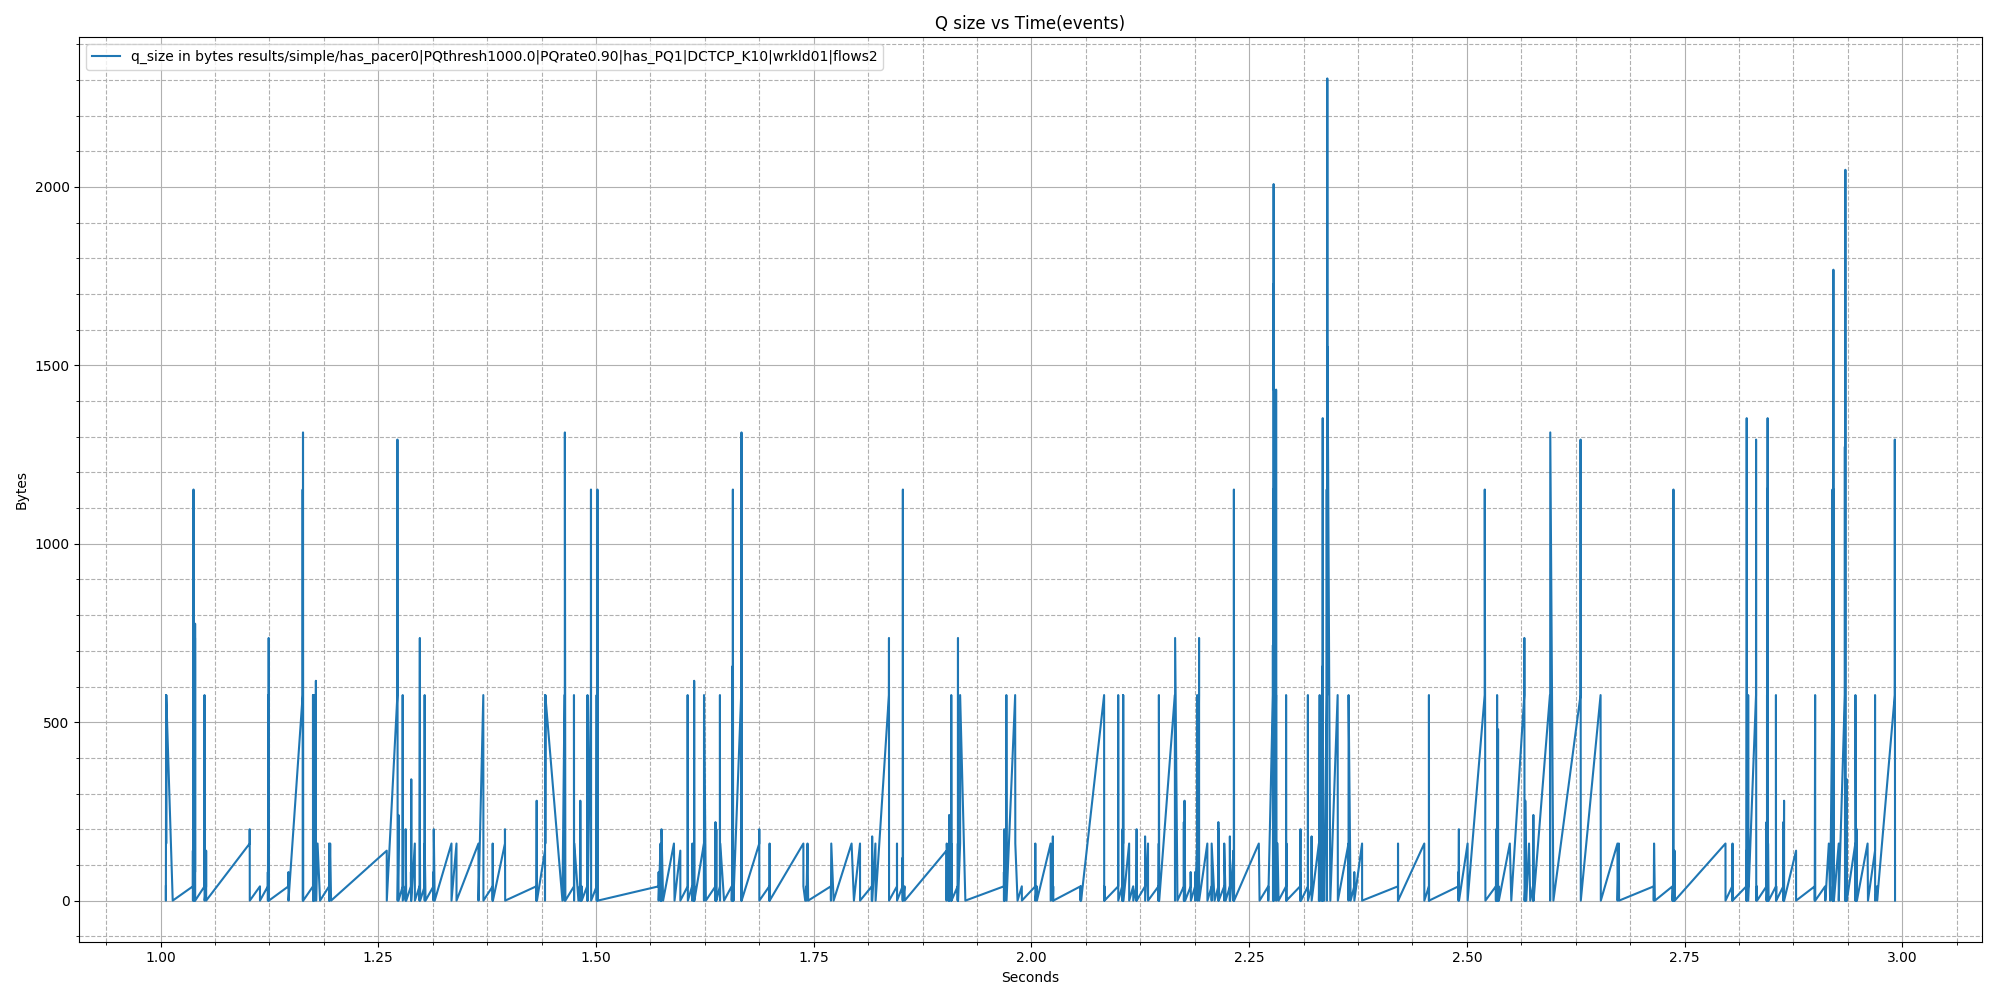 Q size vs Time(events)
q_size in bytes results/simple/has_pacer0|PQthresh1000.0|PQrate0.90|has_PQ1|DCTCP_K10|wrkld01|flows2
2000
1500
1000
500
0
Bytes
1.00 1.25 1.50 1.75 2.00 2.25 2.50 2.75 3.00
Seconds